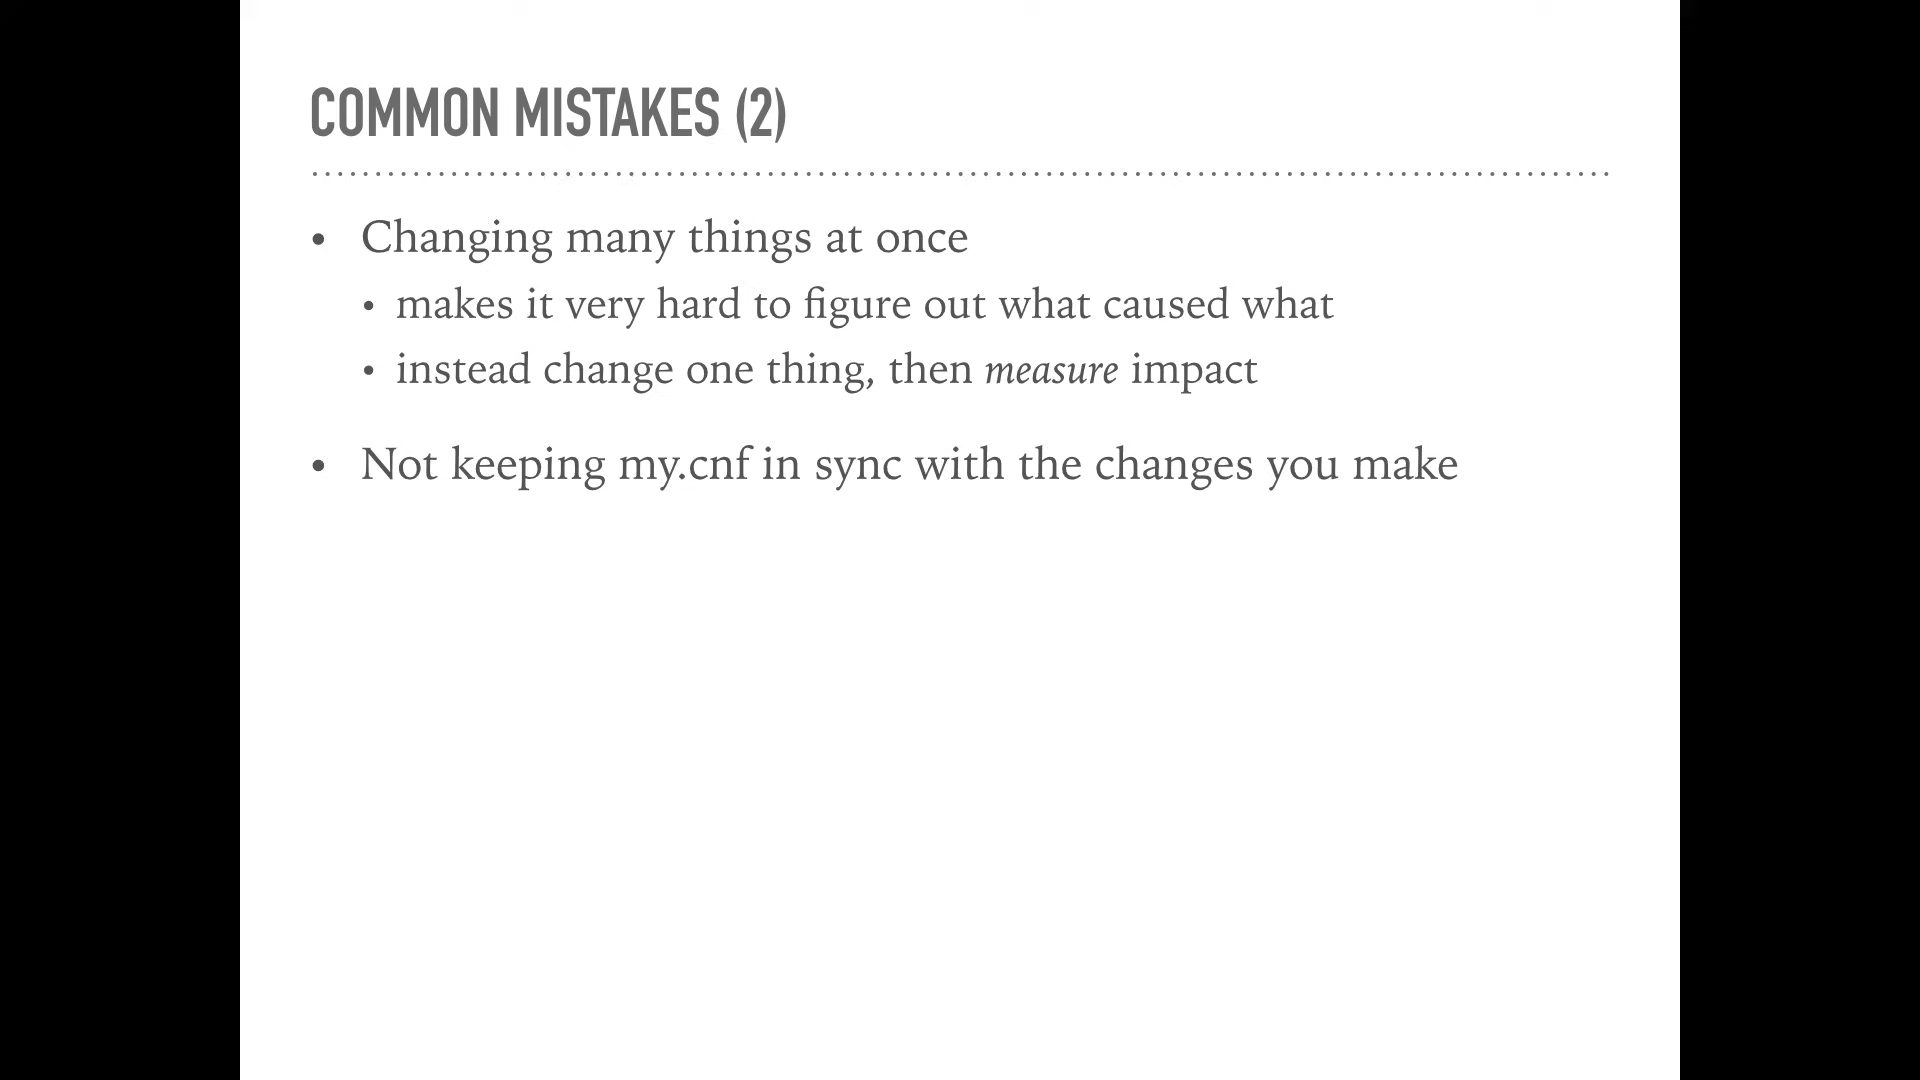 COMMON MISTAKES (2)
• Changing many things at once
• makes it very hard to figure out what caused what
• instead change one thing, then measure impact
• Not keeping my.cnf in sync with the changes you make